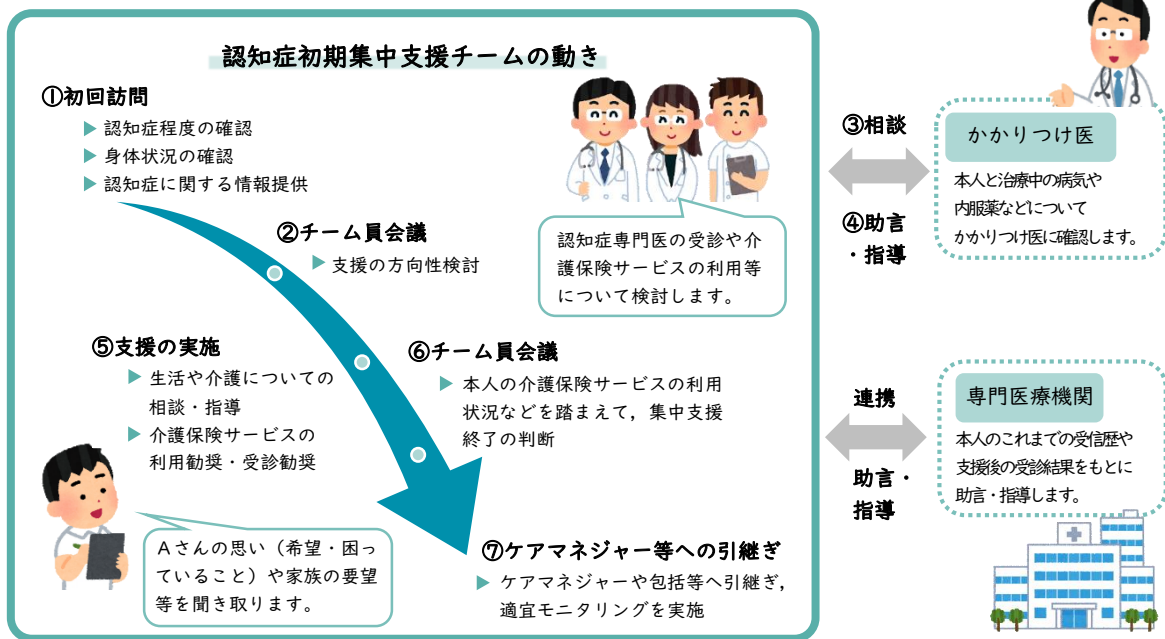 認知症初期集中支援チームの動き
①初回訪問
▶ 認知症程度の確認
▶ 身体状況の確認
▶ 認知症に関する情報提供
②チーム員会議
▶ 支援の方向性検討
認知症専門医の受診や介
護保険サービスの利用等
について検討します。
③相談
④助言
・指導
かかりつけ医
本人と治療中の病気や
内服薬などについて
かかりつけ医に確認します。
⑤支援の実施
▶ 生活や介護についての
相談・指導
▶ 介護保険サービスの
利用勧奨・受診勧奨
⑥チーム員会議
▶ 本人の介護保険サービスの利用
状況などを踏まえて，集中支援
終了の判断
連携
助言・
指導
専門医療機関
本人のこれまでの受信歴や
支援後の受診結果をもとに
助言・指導します。
Ａさんの思い（希望・困っ
ていること）や家族の要望
等を聞き取ります。
⑦ケアマネジャー等への引継ぎ
▶ ケアマネジャーや包括等へ引継ぎ，
適宜モニタリングを実施